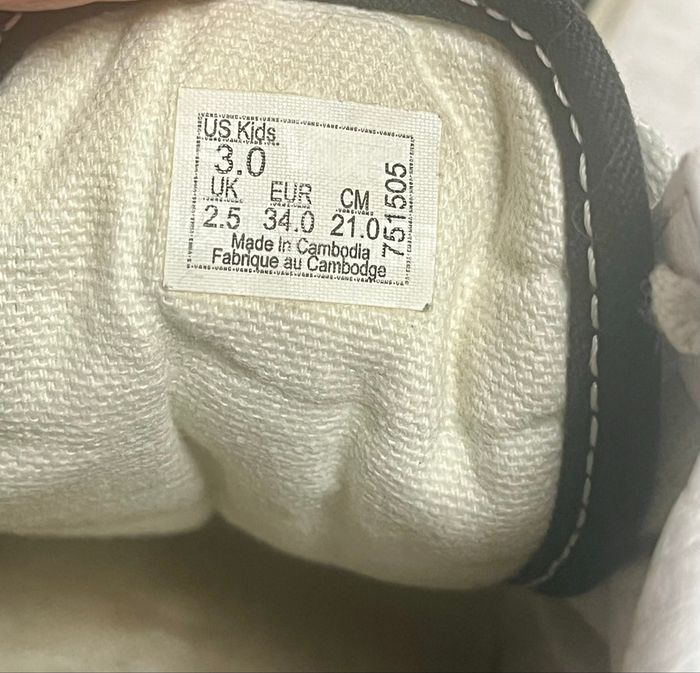 US Kids
3.0
UK EUR CM
2.5 34.0 21.0
Made In Cambodia
Fabrique au Cambodge
751505